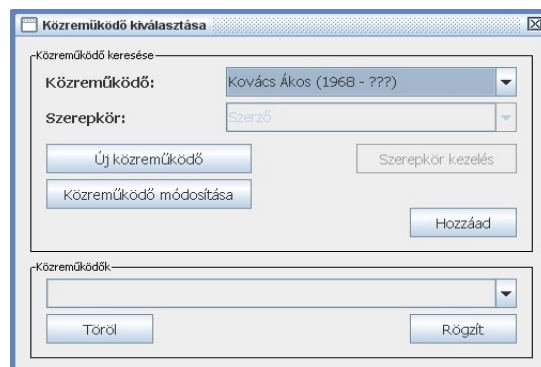 Közreműködő kiválasztása
Közreműködő keresése
Közreműködő: Kovács Ákos (1968 - ???)
Szerepkör: Szerző
Új közreműködő Szerepkör kezelés
Közreműködő módosítása
Hozzáad
Közreműködők
Töröl Rögzít